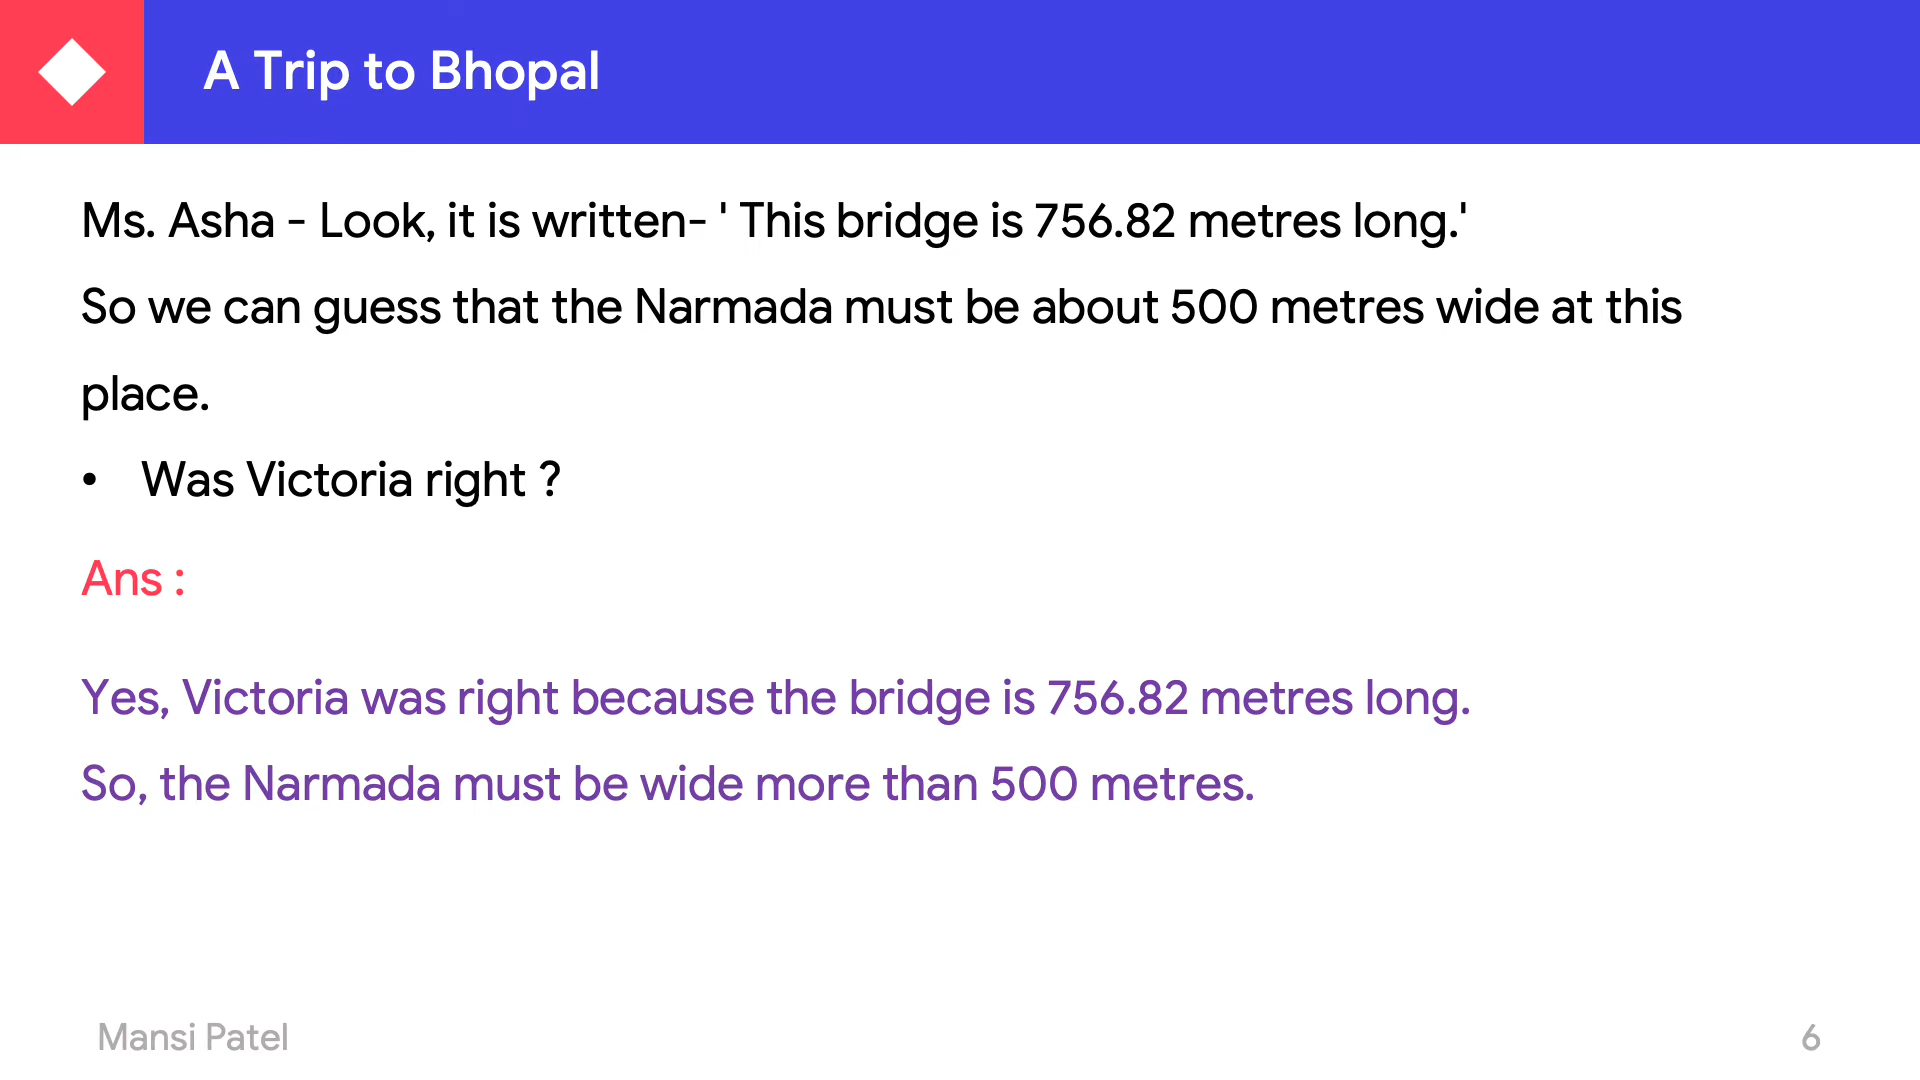 A Trip to Bhopal
Ms. Asha - Look, it is written- ' This bridge is 756.82 metres long.'
So we can guess that the Narmada must be about 500 metres wide at this
place.
• Was Victoria right ?
Ans :
Yes, Victoria was right because the bridge is 756.82 metres long.
So, the Narmada must be wide more than 500 metres.
Mansi Patel
6